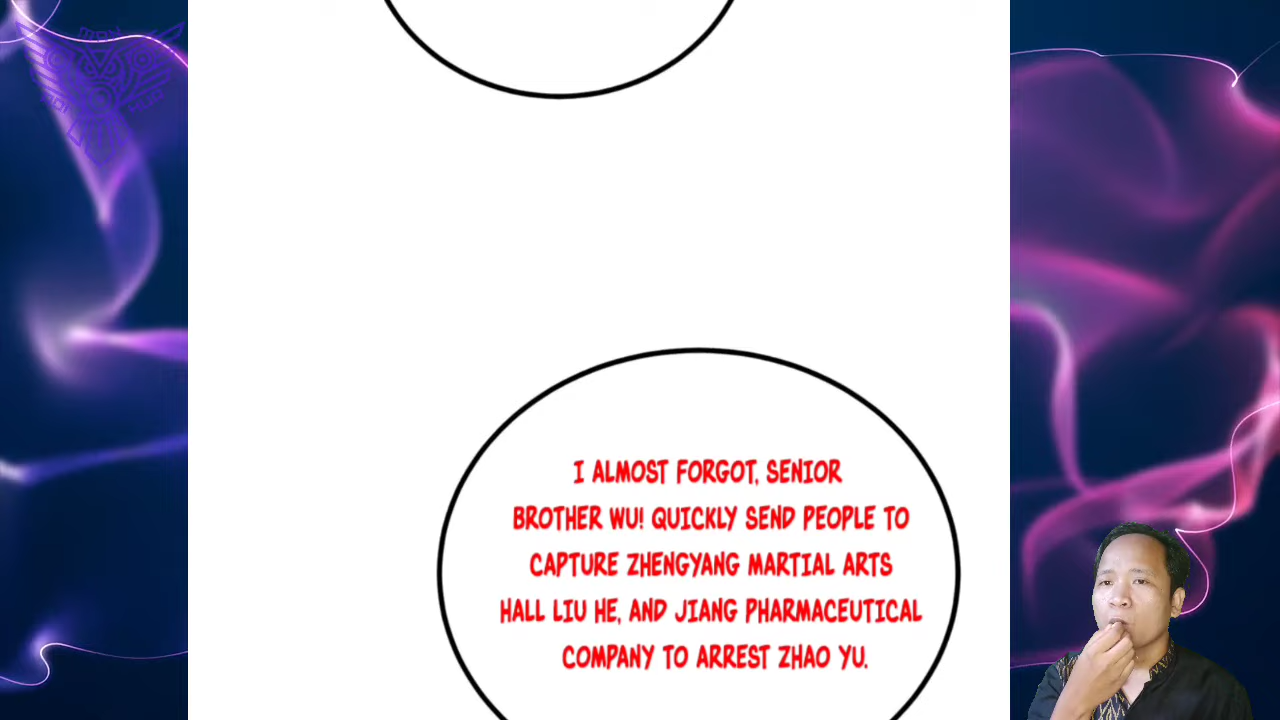 I ALMOST FORGOT, SENIOR
BROTHER WU! QUICKLY SEND PEOPLE TO
CAPTURE ZHENGYANG MARTIAL ARTS
HALL LIU HE, AND JIANG PHARMACEUTICAL
COMPANY TO ARREST ZHAO YU.